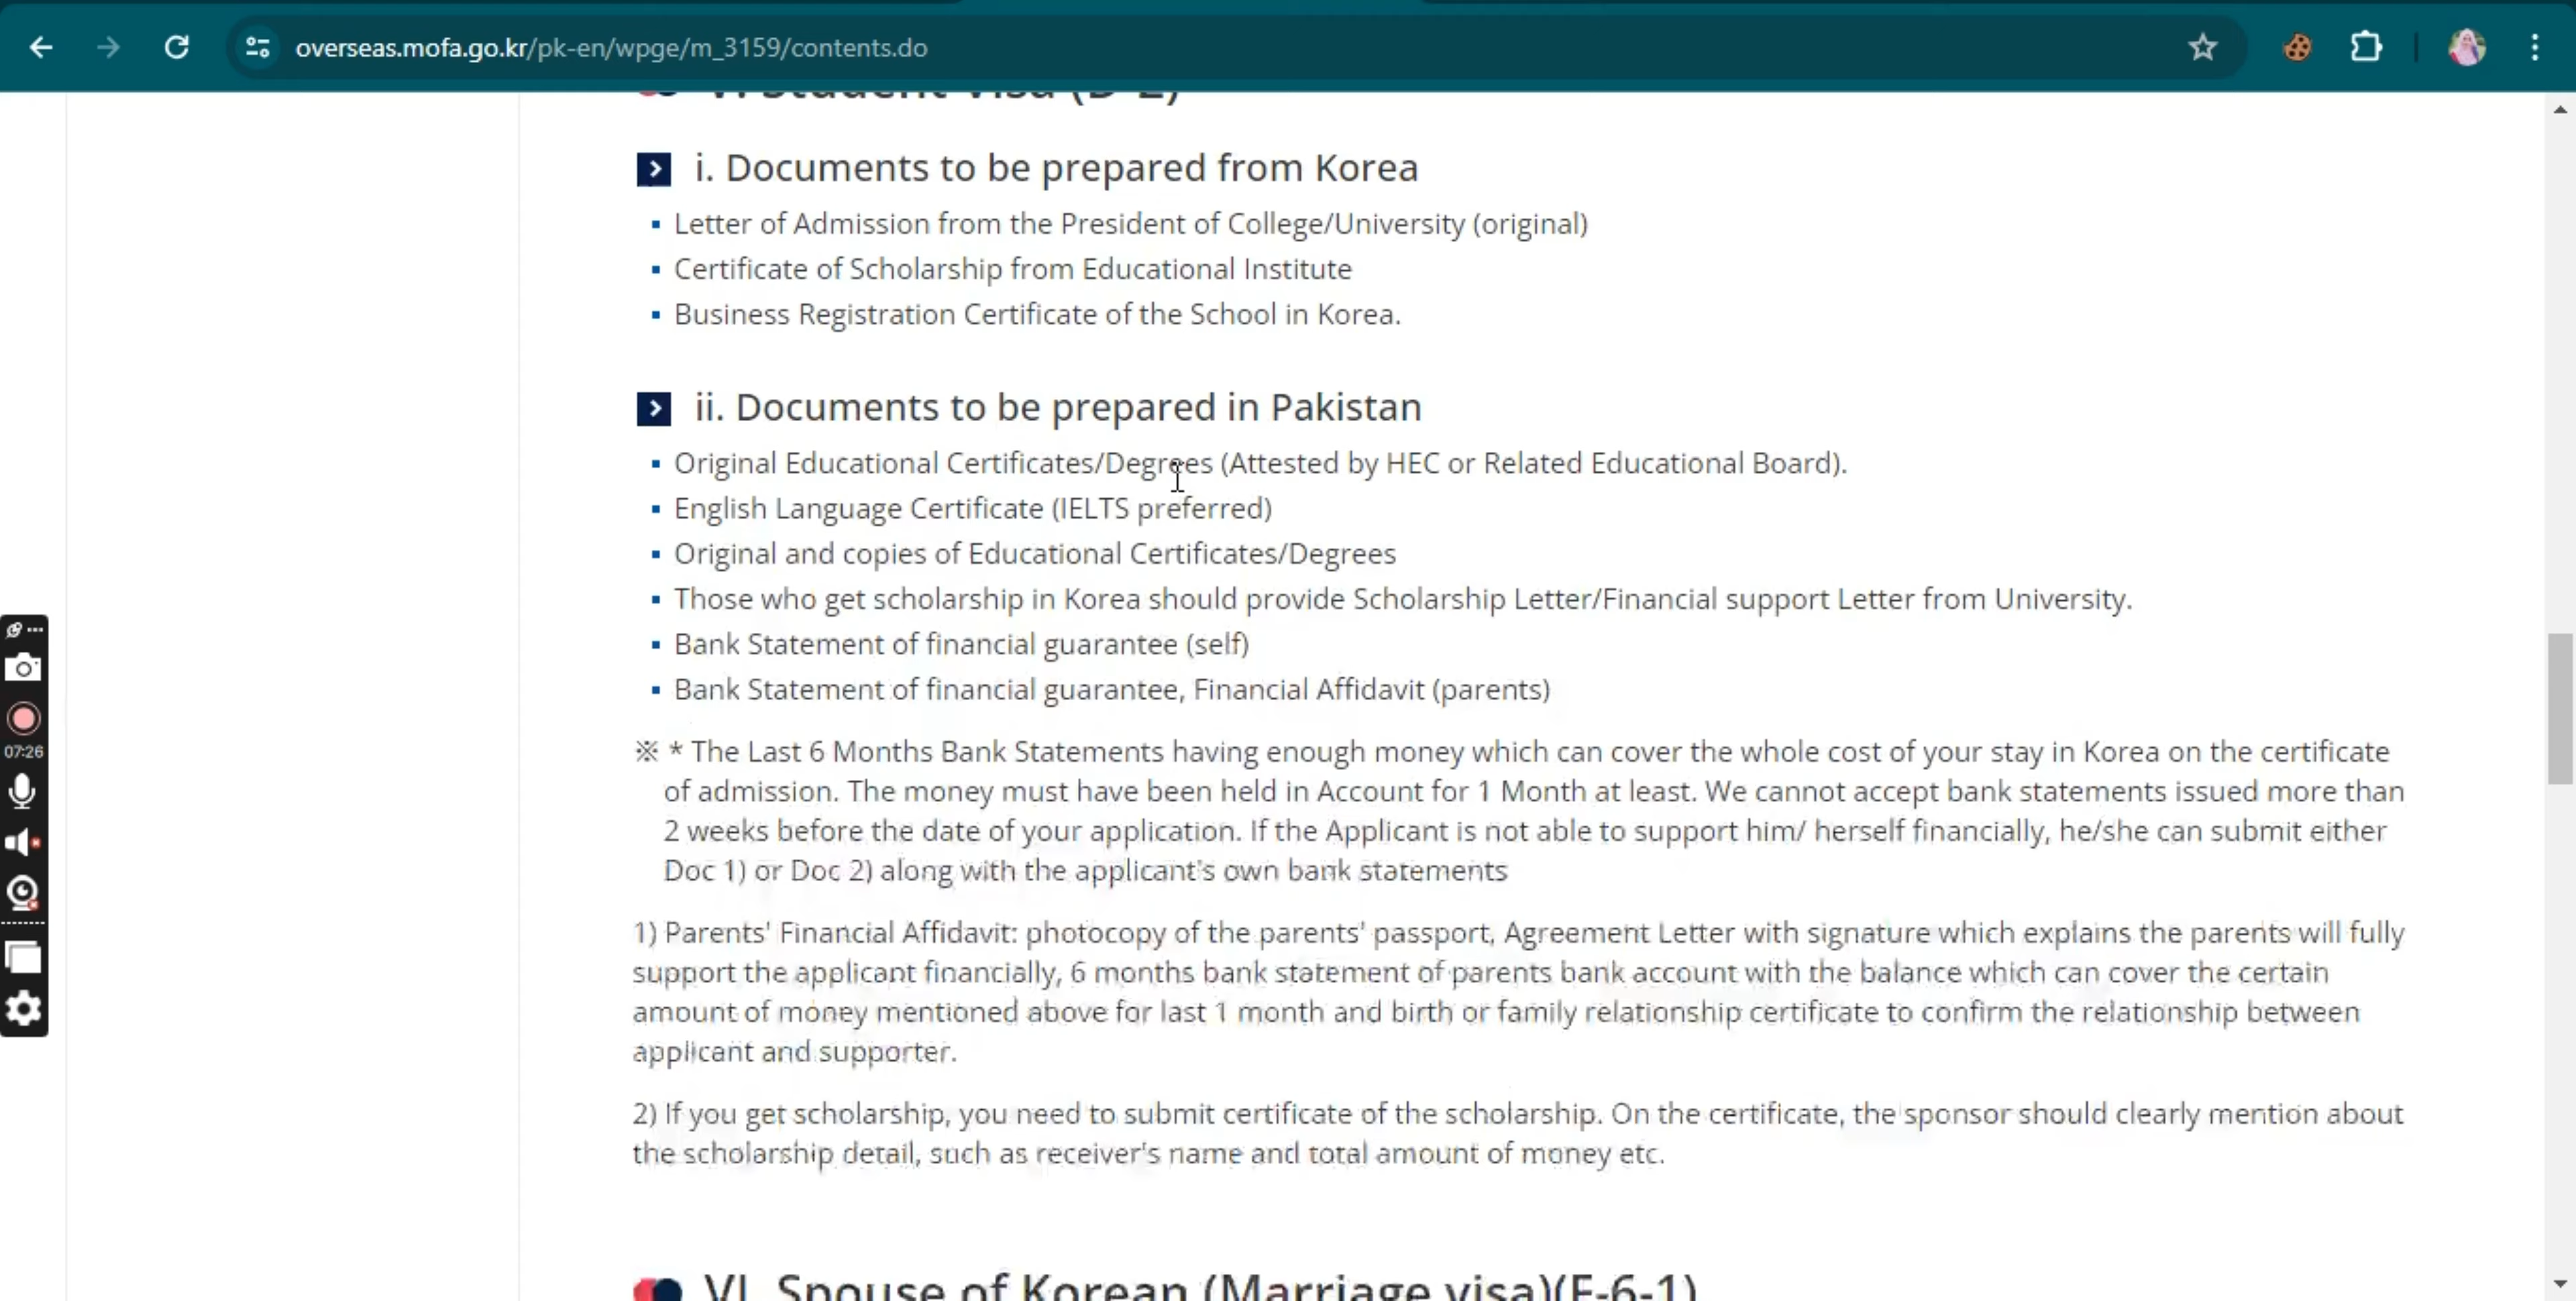 overseas.mofa.go.kr/pk-en/wpge/m_3159/contents.do
V. Student Visa (D-2)
i. Documents to be prepared from Korea
▪ Letter of Admission from the President of College/University (original)
▪ Certificate of Scholarship from Educational Institute
▪ Business Registration Certificate of the School in Korea.
ii. Documents to be prepared in Pakistan
▪ Original Educational Certificates/Degrees (Attested by HEC or Related Educational Board).
▪ English Language Certificate (IELTS preferred)
▪ Original and copies of Educational Certificates/Degrees
▪ Those who get scholarship in Korea should provide Scholarship Letter/Financial support Letter from University.
▪ Bank Statement of financial guarantee (self)
▪ Bank Statement of financial guarantee, Financial Affidavit (parents)
07:26
※ * The Last 6 Months Bank Statements having enough money which can cover the whole cost of your stay in Korea on the certificate
of admission. The money must have been held in Account for 1 Month at least. We cannot accept bank statements issued more than
2 weeks before the date of your application. If the Applicant is not able to support him/ herself financially, he/she can submit either
Doc 1) or Doc 2) along with the applicant's own bank statements
1) Parents' Financial Affidavit: photocopy of the parents' passport, Agreement Letter with signature which explains the parents will fully
support the applicant financially, 6 months bank statement of parents bank account with the balance which can cover the certain
amount of money mentioned above for last 1 month and birth or family relationship certificate to confirm the relationship between
applicant and supporter.
2) If you get scholarship, you need to submit certificate of the scholarship. On the certificate, the sponsor should clearly mention about
the scholarship detail, such as receiver's name and total amount of money etc.
VI. Spouse of Korean (Marriage visa)(F-6-1)